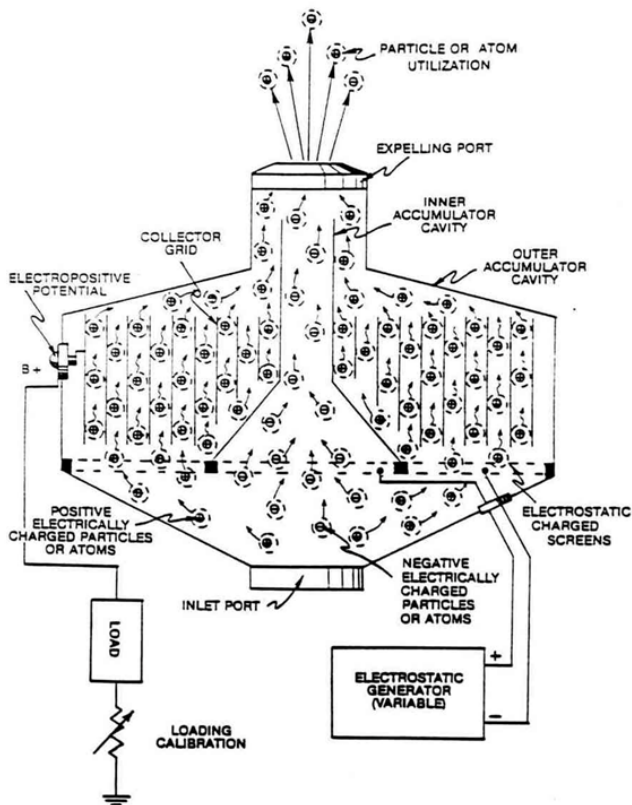 PARTICLE OR ATOM
UTILIZATION
EXPELLING PORT
INNER
ACCUMULATOR
CAVITY
COLLECTOR
GRID
OUTER
ACCUMULATOR
CAVITY
ELECTROPOSITIVE
POTENTIAL
B+
POSITIVE
ELECTRICALLY
CHARGED PARTICLES
OR ATOMS
INLET PORT
NEGATIVE
ELECTRICALLY
CHARGED
PARTICLES
OR ATOMS
ELECTROSTATIC
CHARGED
SCREENS
LOAD
LOADING
CALIBRATION
ELECTROSTATIC
GENERATOR
(VARIABLE)
+
-